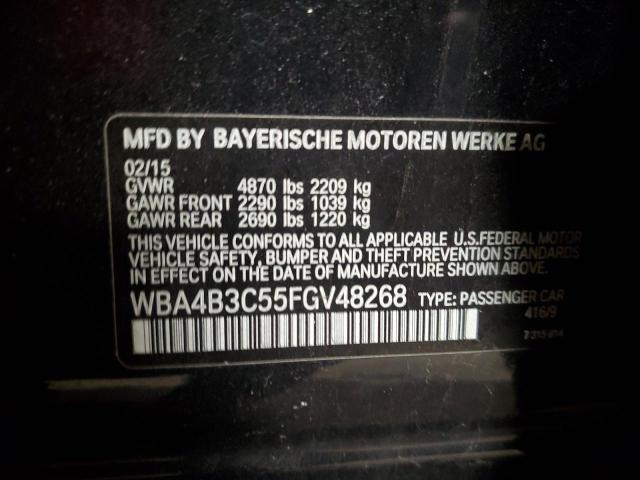 MFD BY BAYERISCHE MOTOREN WERKE AG
02/15
GVWR 4870 lbs 2209 kg
GAWR FRONT 2290 lbs 1039 kg
GAWR REAR 2690 lbs 1220 kg
THIS VEHICLE CONFORMS TO ALL APPLICABLE U.S.FEDERAL MOTOR
VEHICLE SAFETY, BUMPER AND THEFT PREVENTION STANDARDS
IN EFFECT ON THE DATE OF MANUFACTURE SHOWN ABOVE.
WBA4B3C55FGV48268 TYPE: PASSENGER CAR
416/9